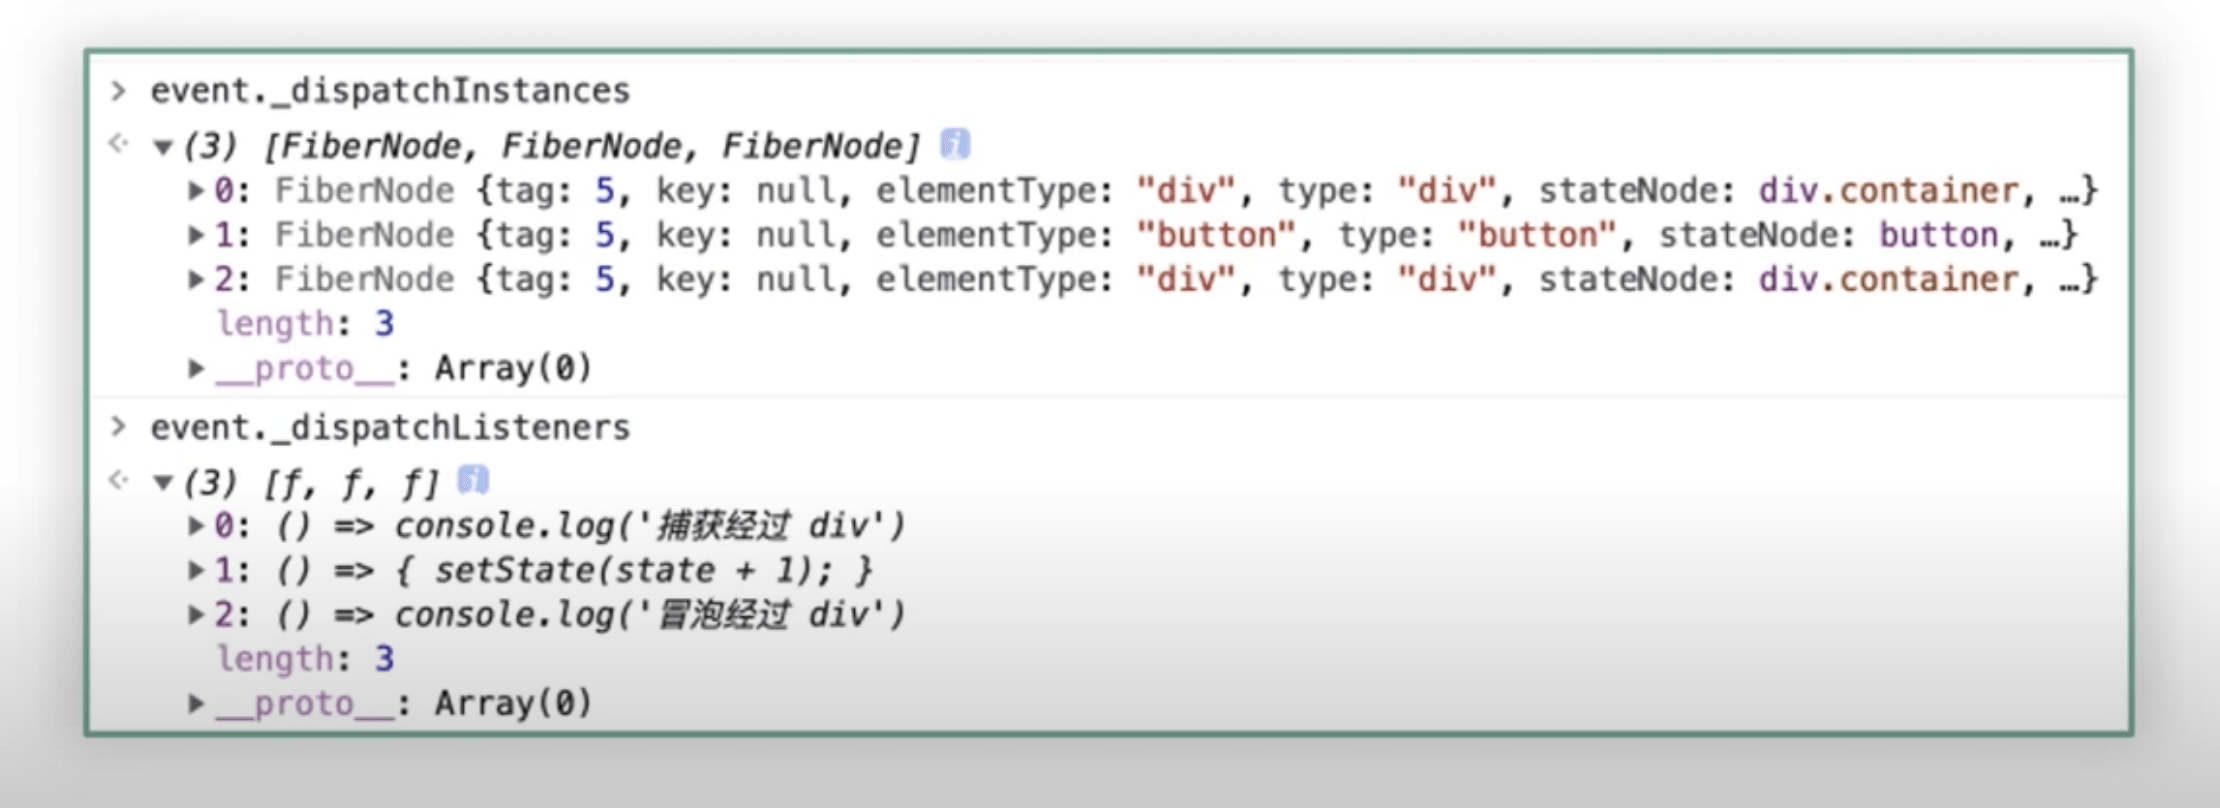 > event._dispatchInstances
<· ▼(3) [FiberNode, FiberNode, FiberNode] i
▶0: FiberNode {tag: 5, key: null, elementType: "div", type: "div", stateNode: div.container, …}
▶1: FiberNode {tag: 5, key: null, elementType: "button", type: "button", stateNode: button, …}
▶2: FiberNode {tag: 5, key: null, elementType: "div", type: "div", stateNode: div.container, …}
length: 3
▶__proto__: Array(0)
> event._dispatchListeners
<· ▼(3) [f, f, f] i
▶0: () => console.log('捕获经过 div')
▶1: () => { setState(state + 1); }
▶2: () => console.log('冒泡经过 div')
length: 3
▶__proto__: Array(0)